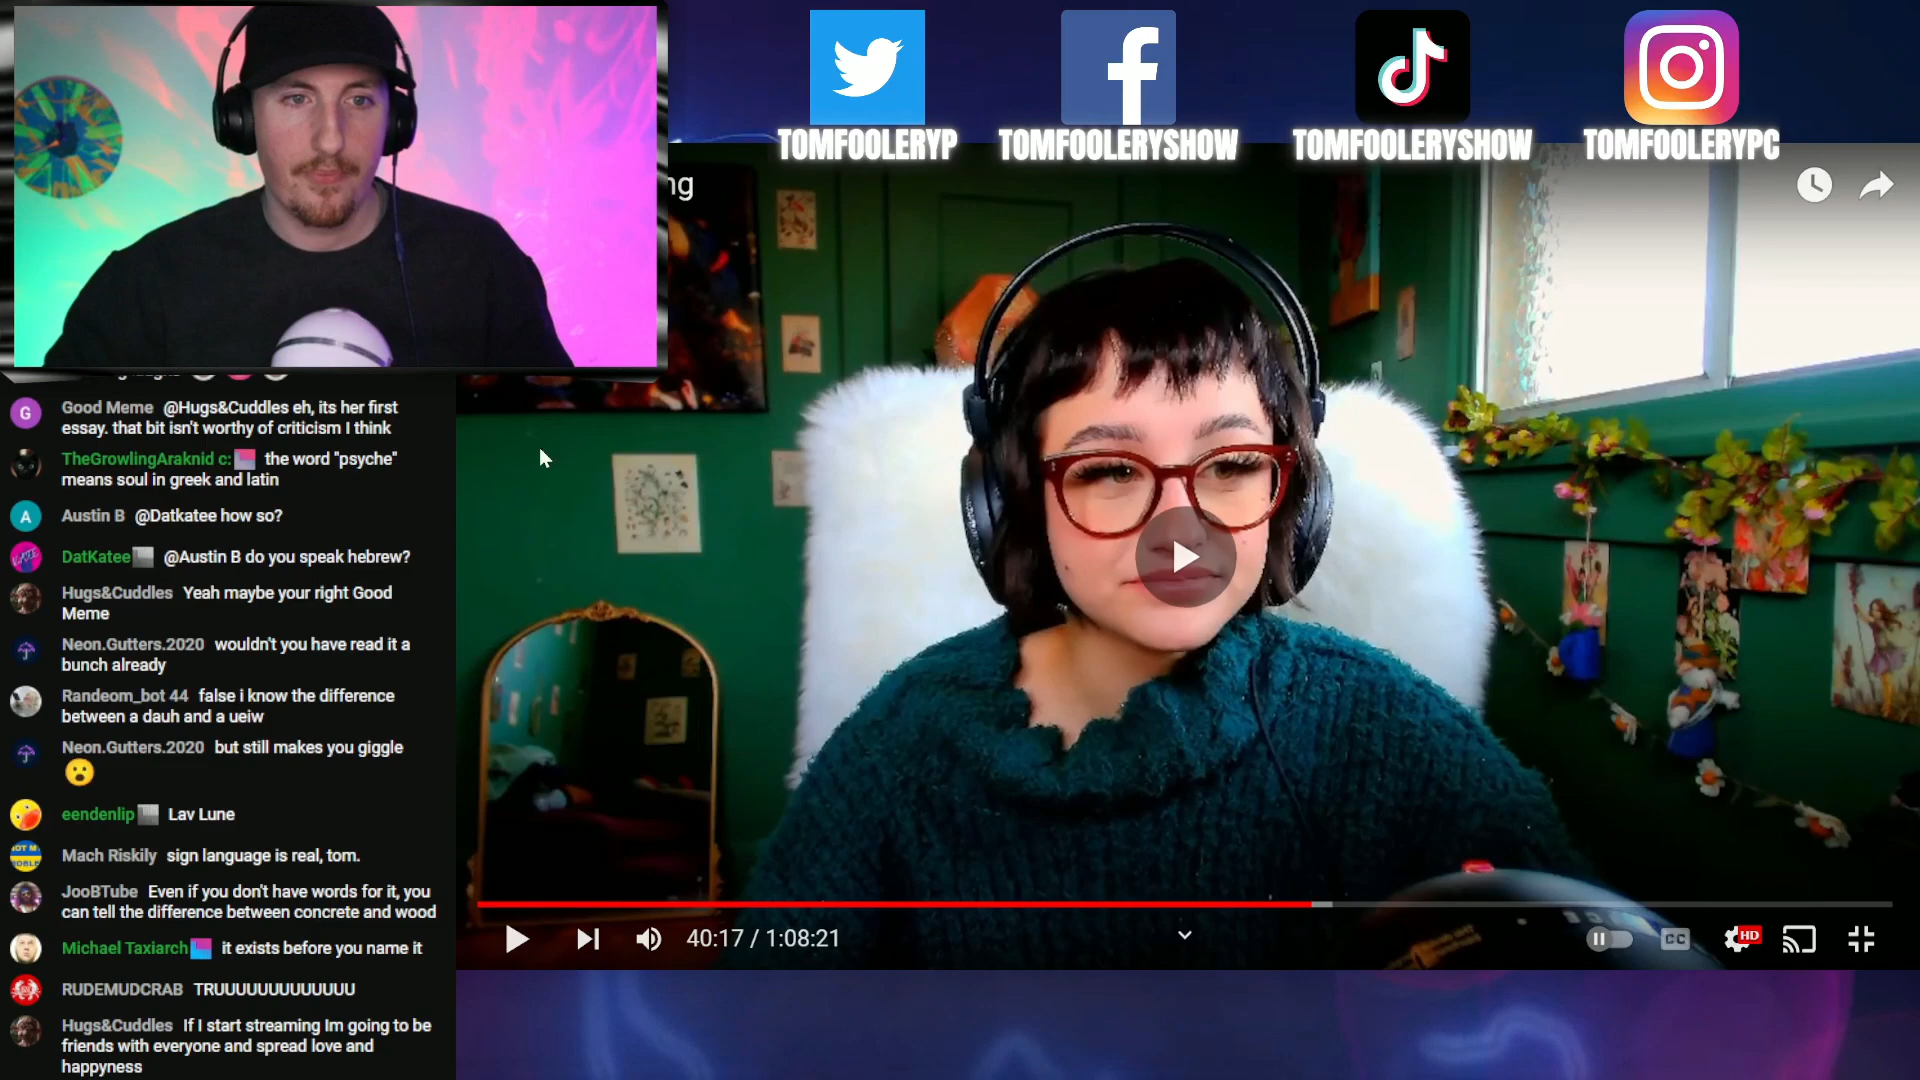 TOMFOOLERYP
TOMFOOLERYSHOW
TOMFOOLERYSHOW
TOMFOOLERYPC
ng
Good Meme @Hugs&Cuddles eh, its her first
essay. that bit isn't worthy of criticism I think
TheGrowlingAraknid c: the word "psyche"
means soul in greek and latin
A
Austin B @Datkatee how so?
DatKatee @Austin B do you speak hebrew?
Hugs&Cuddles Yeah maybe your right Good
Meme
Neon.Gutters.2020 wouldn't you have read it a
bunch already
Randeom_bot 44 false i know the difference
between a dauh and a ueiw
Neon.Gutters.2020 but still makes you giggle
eendenlip Lav Lune
Mach Riskily sign language is real, tom.
JooBTube Even if you don't have words for it, you
can tell the difference between concrete and wood
Michael Taxiarch it exists before you name it
RUDEMUDCRAB TRUUUUUUUUUUUUU
Hugs&Cuddles If I start streaming Im going to be
friends with everyone and spread love and
happyness
G
40:17 / 1:08:21
CC
HD